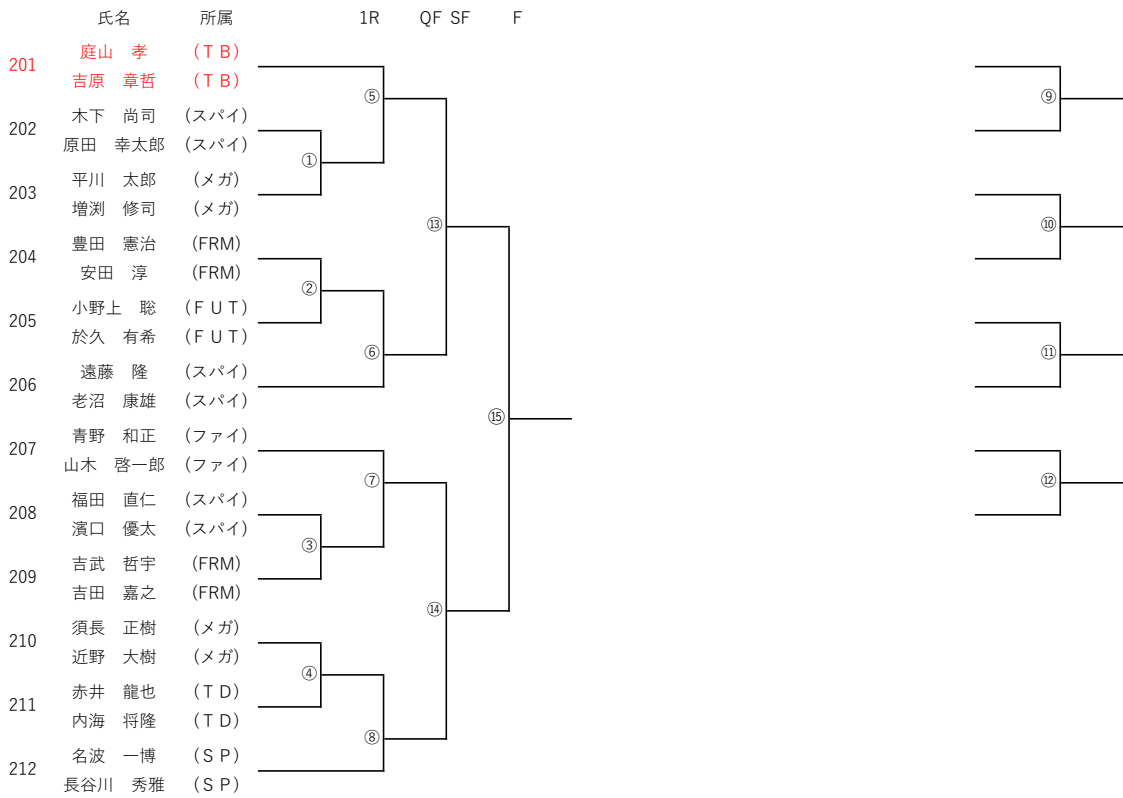 氏名 所属 1R QF SF F
庭山　孝 (ＴＢ)
201
吉原　章哲 (ＴＢ)
⑤ ⑨
木下　尚司 (スパイ)
202
原田　幸太郎 (スパイ)
①
平川　太郎 (メガ)
203
増渕　修司 (メガ)
⑬ ⑩
豊田　憲治 (FRM)
204
安田　淳 (FRM)
②
小野上　聡 (ＦＵＴ)
205
於久　有希 (ＦＵＴ)
⑥ ⑪
遠藤　隆 (スパイ)
206
老沼　康雄 (スパイ)
⑮
青野　和正 (ファイ)
207
山木　啓一郎 (ファイ)
⑦ ⑫
福田　直仁 (スパイ)
208
濱口　優太 (スパイ)
③
吉武　哲宇 (FRM)
209
吉田　嘉之 (FRM)
⑭
須長　正樹 (メガ)
210
近野　大樹 (メガ)
④
赤井　龍也 (ＴＤ)
211
内海　将隆 (ＴＤ)
⑧
名波　一博 (ＳＰ)
212
長谷川　秀雅 (ＳＰ)